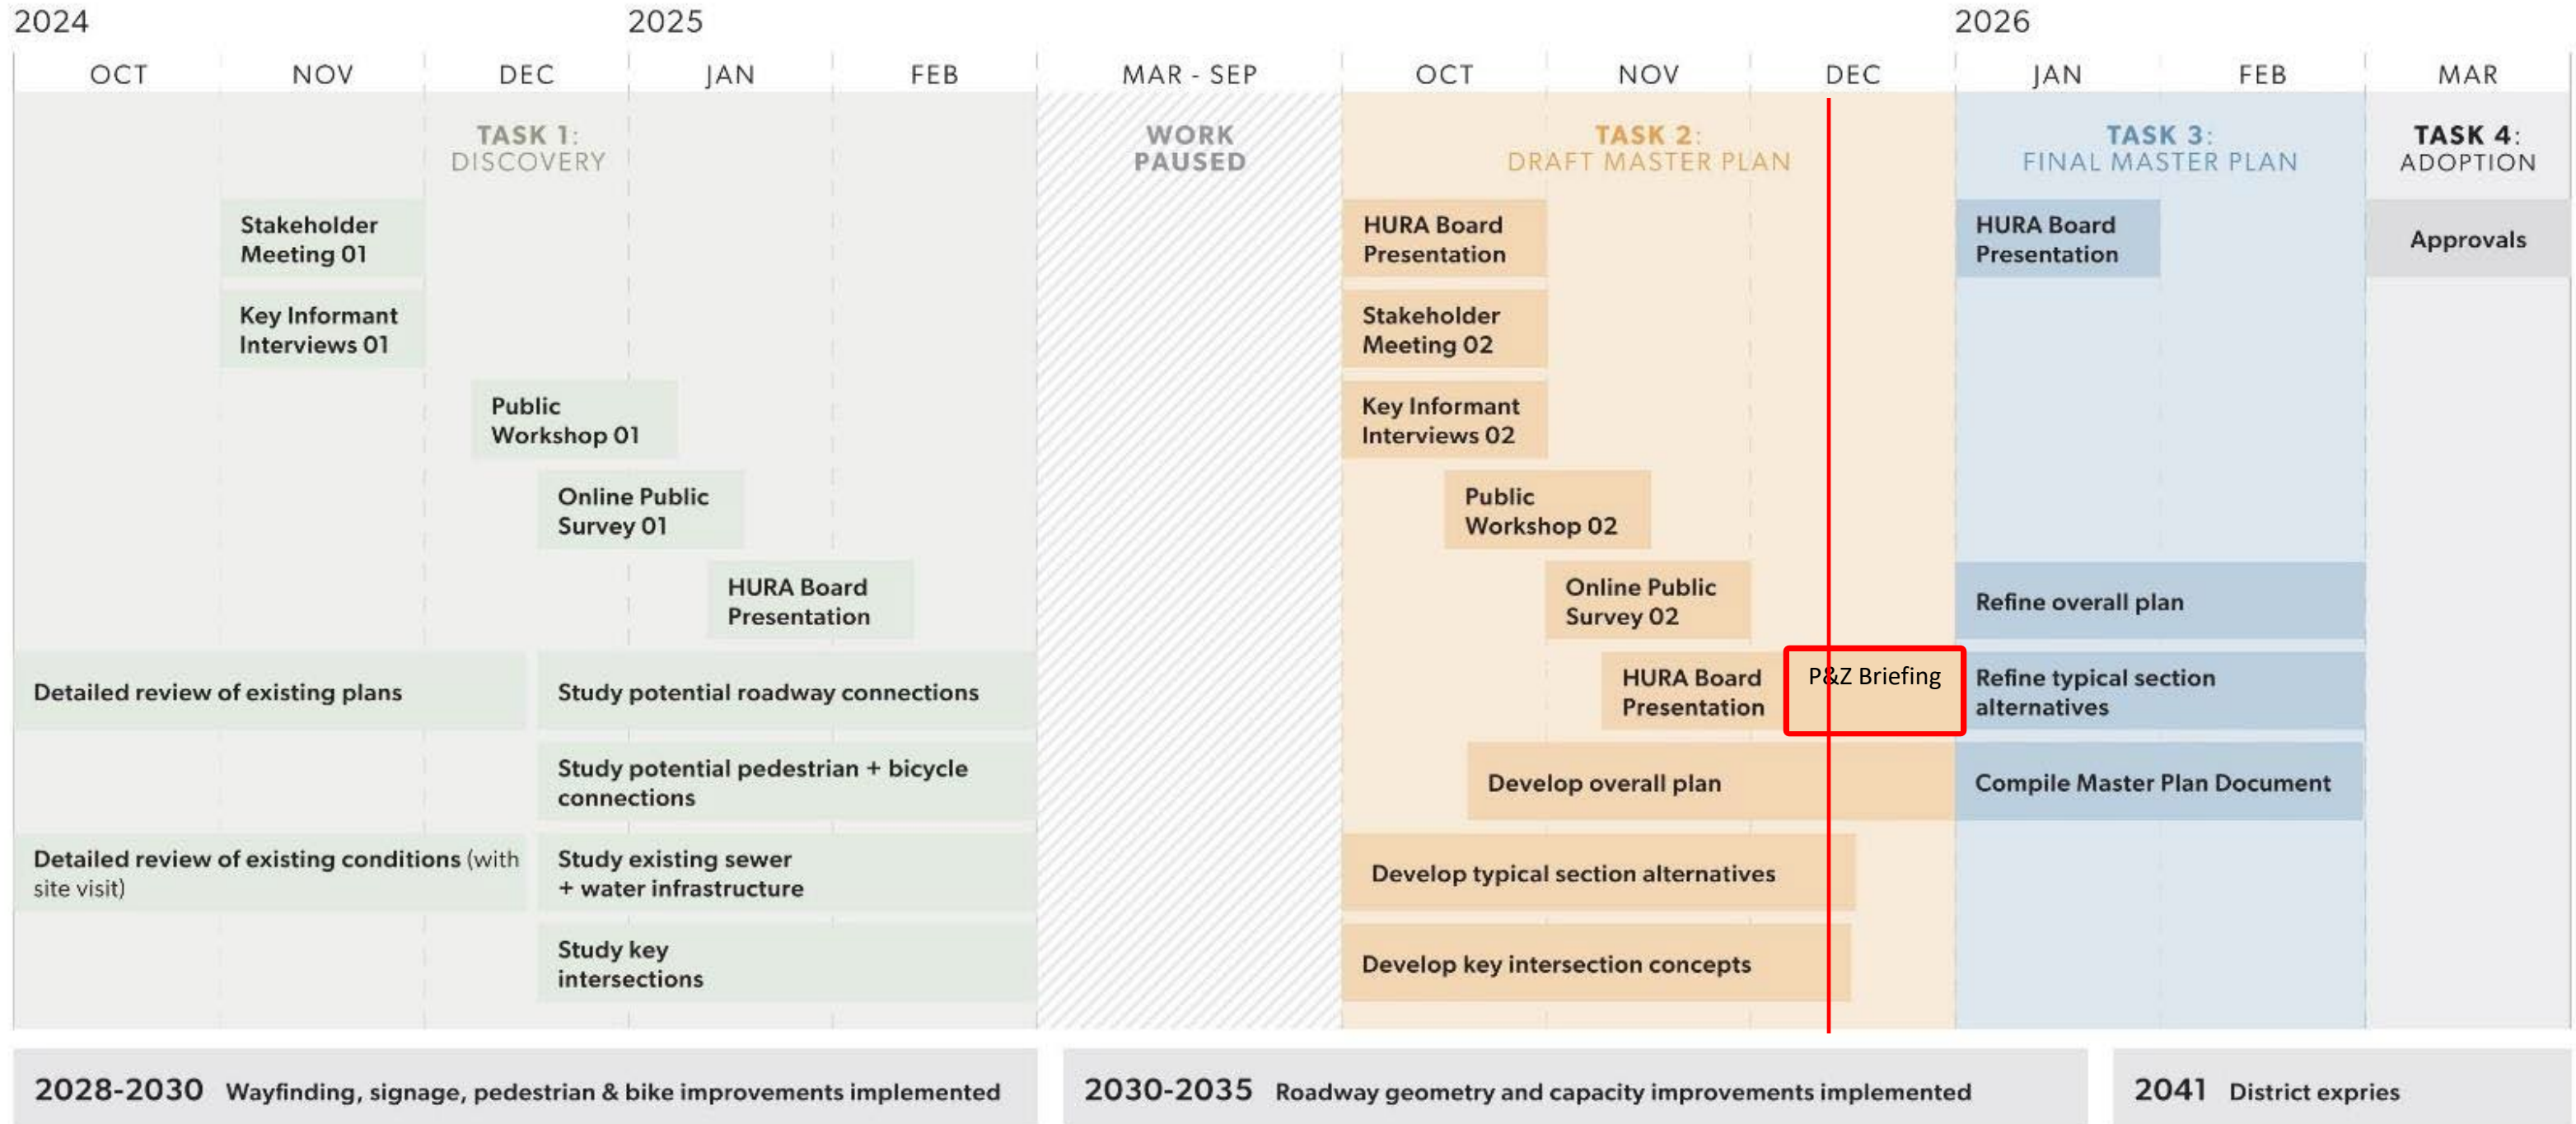 2024
2025
2026
OCT
NOV
DEC
JAN
FEB
MAR - SEP
OCT
NOV
DEC
JAN
FEB
MAR
TASK 1:
DISCOVERY
WORK
PAUSED
TASK 2:
DRAFT MASTER PLAN
TASK 3:
FINAL MASTER PLAN
TASK 4:
ADOPTION
Stakeholder
Meeting 01
Key Informant
Interviews 01
Public
Workshop 01
Online Public
Survey 01
HURA Board
Presentation
Detailed review of existing plans
Study potential roadway connections
Study potential pedestrian + bicycle
connections
Detailed review of existing conditions (with
site visit)
Study existing sewer
+ water infrastructure
Study key
intersections
HURA Board
Presentation
Stakeholder
Meeting 02
Key Informant
Interviews 02
Public
Workshop 02
Online Public
Survey 02
HURA Board
Presentation
P&Z Briefing
Develop overall plan
Develop typical section alternatives
Develop key intersection concepts
HURA Board
Presentation
Refine overall plan
Refine typical section
alternatives
Compile Master Plan Document
Approvals
2028-2030 Wayfinding, signage, pedestrian & bike improvements implemented
2030-2035 Roadway geometry and capacity improvements implemented
2041 District expries